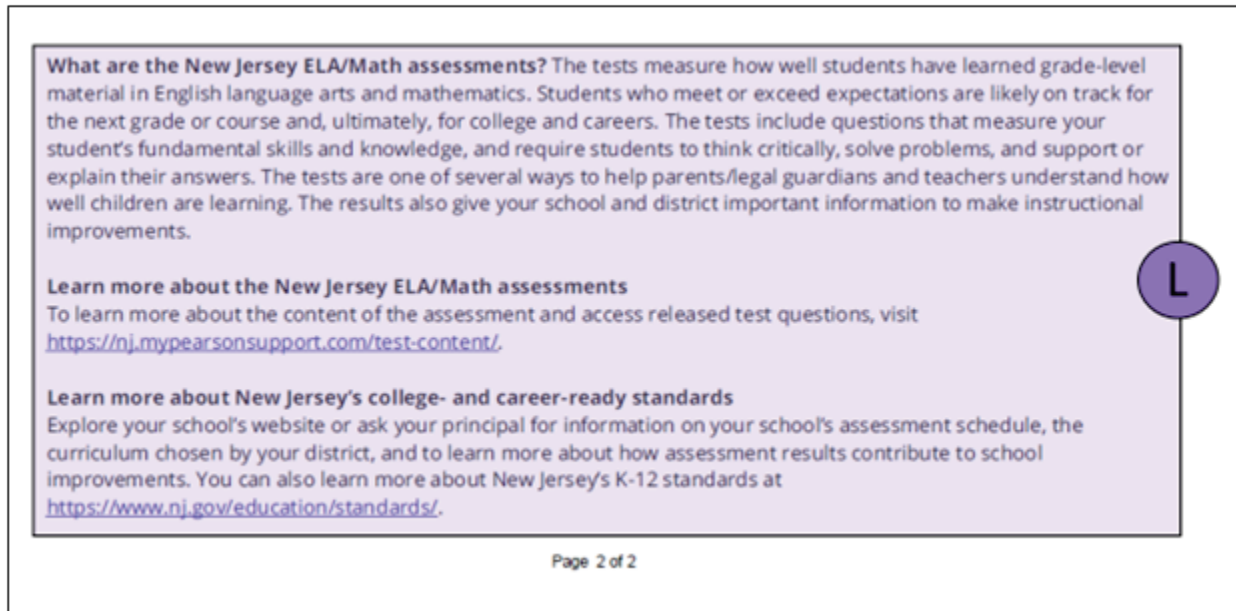 What are the New Jersey ELA/Math assessments? The tests measure how well students have learned grade-level
material in English language arts and mathematics. Students who meet or exceed expectations are likely on track for
the next grade or course and, ultimately, for college and careers. The tests include questions that measure your
student's fundamental skills and knowledge, and require students to think critically, solve problems, and support or
explain their answers. The tests are one of several ways to help parents/legal guardians and teachers understand how
well children are learning. The results also give your school and district important information to make instructional
improvements.
Learn more about the New Jersey ELA/Math assessments
To learn more about the content of the assessment and access released test questions, visit
https://nj.mypearsonsupport.com/test-content/.
L
Learn more about New Jersey's college- and career-ready standards
Explore your school's website or ask your principal for information on your school's assessment schedule, the
curriculum chosen by your district, and to learn more about how assessment results contribute to school
improvements. You can also learn more about New Jersey's K-12 standards at
https://www.nj.gov/education/standards/.
Page 2 of 2